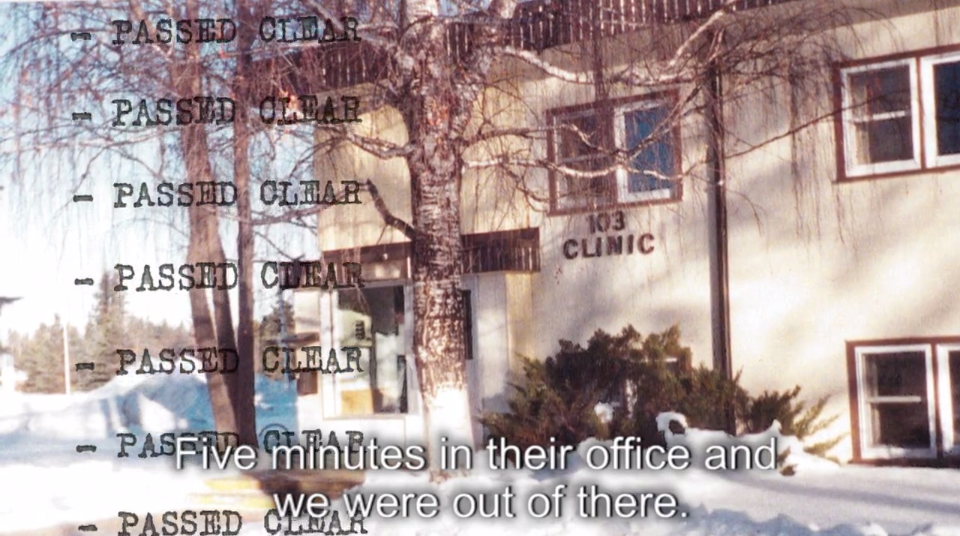 - PASSED CLEAR
- PASSED CLEAR
- PASSED CLEAR
103
CLINIC
- PASSED CLEAR
- PASSED CLEAR
- PASSED CLEAR
Five minutes in their office and
we were out of there.
- PASSED CLEAR